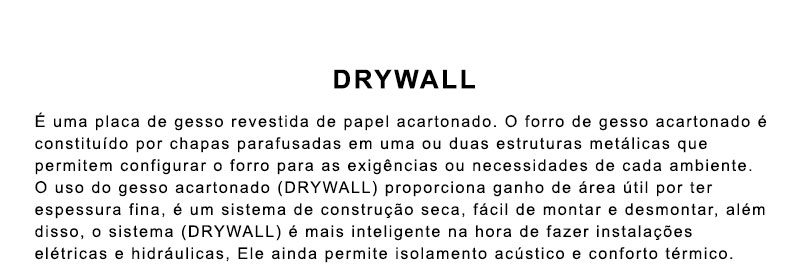 DRYWALL
É uma placa de gesso revestida de papel acartonado. O forro de gesso acartonado é
constituído por chapas parafusadas em uma ou duas estruturas metálicas que
permitem configurar o forro para as exigências ou necessidades de cada ambiente.
O uso do gesso acartonado (DRYWALL) proporciona ganho de área útil por ter
espessura fina, é um sistema de construção seca, fácil de montar e desmontar, além
disso, o sistema (DRYWALL) é mais inteligente na hora de fazer instalações
elétricas e hidráulicas, Ele ainda permite isolamento acústico e conforto térmico.